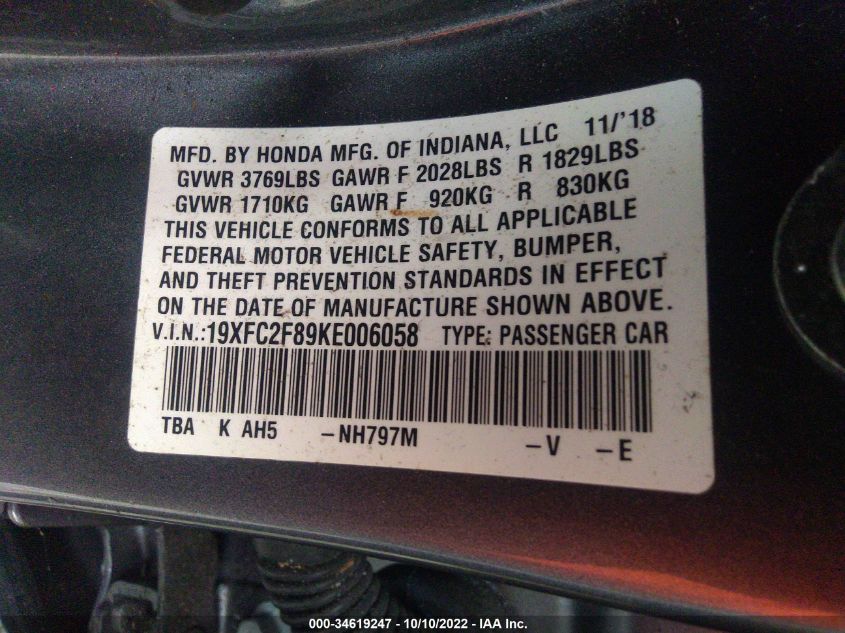 MFD. BY HONDA MFG. OF INDIANA, LLC 11/'18
GVWR 3769LBS GAWR F 2028LBS R 1829LBS
GVWR 1710KG GAWR F 920KG R 830KG
THIS VEHICLE CONFORMS TO ALL APPLICABLE
FEDERAL MOTOR VEHICLE SAFETY, BUMPER,
AND THEFT PREVENTION STANDARDS IN EFFECT
ON THE DATE OF MANUFACTURE SHOWN ABOVE.
V.I.N.:19XFC2F89KE006058 TYPE: PASSENGER CAR
TBA K AH5 -NH797M -V -E
000-34619247 - 10/10/2022 - IAA Inc.